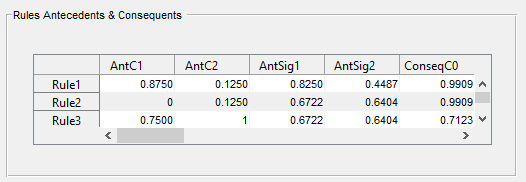 Rules Antecedents & Consequents
AntC1 AntC2 AntSig1 AntSig2 ConseqC0
Rule1 0.8750 0.1250 0.8250 0.4487 0.9909
Rule2 0 0.1250 0.6722 0.6404 0.9909
Rule3 0.7500 1 0.6722 0.6404 0.7123